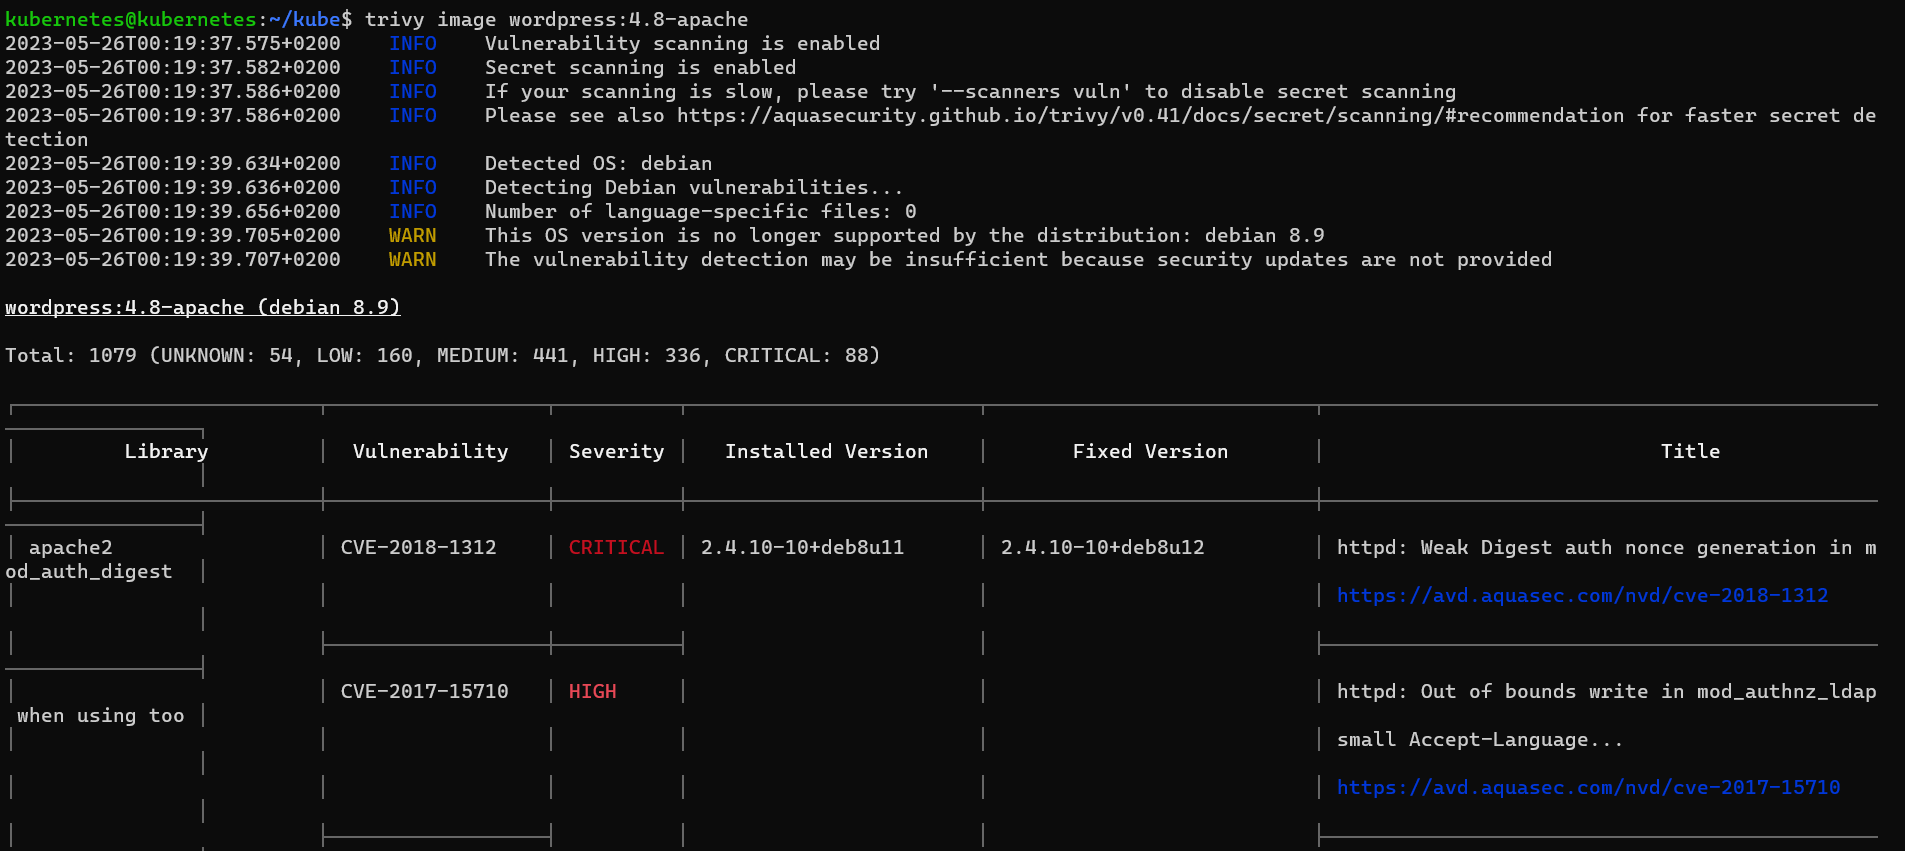 kubernetes@kubernetes:~/kube$ trivy image wordpress:4.8-apache
2023-05-26T00:19:37.575+0200    INFO    Vulnerability scanning is enabled
2023-05-26T00:19:37.582+0200    INFO    Secret scanning is enabled
2023-05-26T00:19:37.586+0200    INFO    If your scanning is slow, please try '--scanners vuln' to disable secret scanning
2023-05-26T00:19:37.586+0200    INFO    Please see also https://aquasecurity.github.io/trivy/v0.41/docs/secret/scanning/#recommendation for faster secret de
tection
2023-05-26T00:19:39.634+0200    INFO    Detected OS: debian
2023-05-26T00:19:39.636+0200    INFO    Detecting Debian vulnerabilities...
2023-05-26T00:19:39.656+0200    INFO    Number of language-specific files: 0
2023-05-26T00:19:39.705+0200    WARN    This OS version is no longer supported by the distribution: debian 8.9
2023-05-26T00:19:39.707+0200    WARN    The vulnerability detection may be insufficient because security updates are not provided
wordpress:4.8-apache (debian 8.9)
Total: 1079 (UNKNOWN: 54, LOW: 160, MEDIUM: 441, HIGH: 336, CRITICAL: 88)
Library    Vulnerability    Severity    Installed Version    Fixed Version    Title
apache2    CVE-2018-1312    CRITICAL    2.4.10-10+deb8u11    2.4.10-10+deb8u12    httpd: Weak Digest auth nonce generation in m
od_auth_digest
https://avd.aquasec.com/nvd/cve-2018-1312
CVE-2017-15710    HIGH    httpd: Out of bounds write in mod_authnz_ldap
when using too
small Accept-Language...
https://avd.aquasec.com/nvd/cve-2017-15710